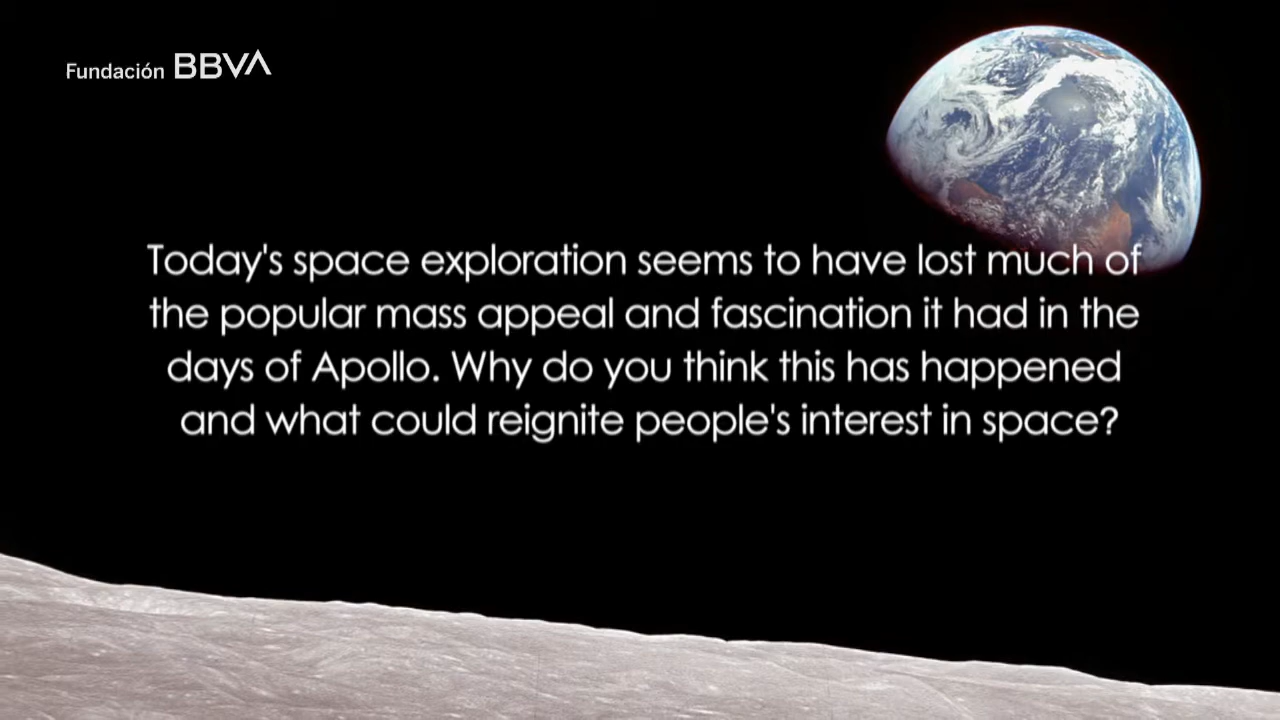 Fundación BBVA
Today's space exploration seems to have lost much of
the popular mass appeal and fascination it had in the
days of Apollo. Why do you think this has happened
and what could reignite people's interest in space?